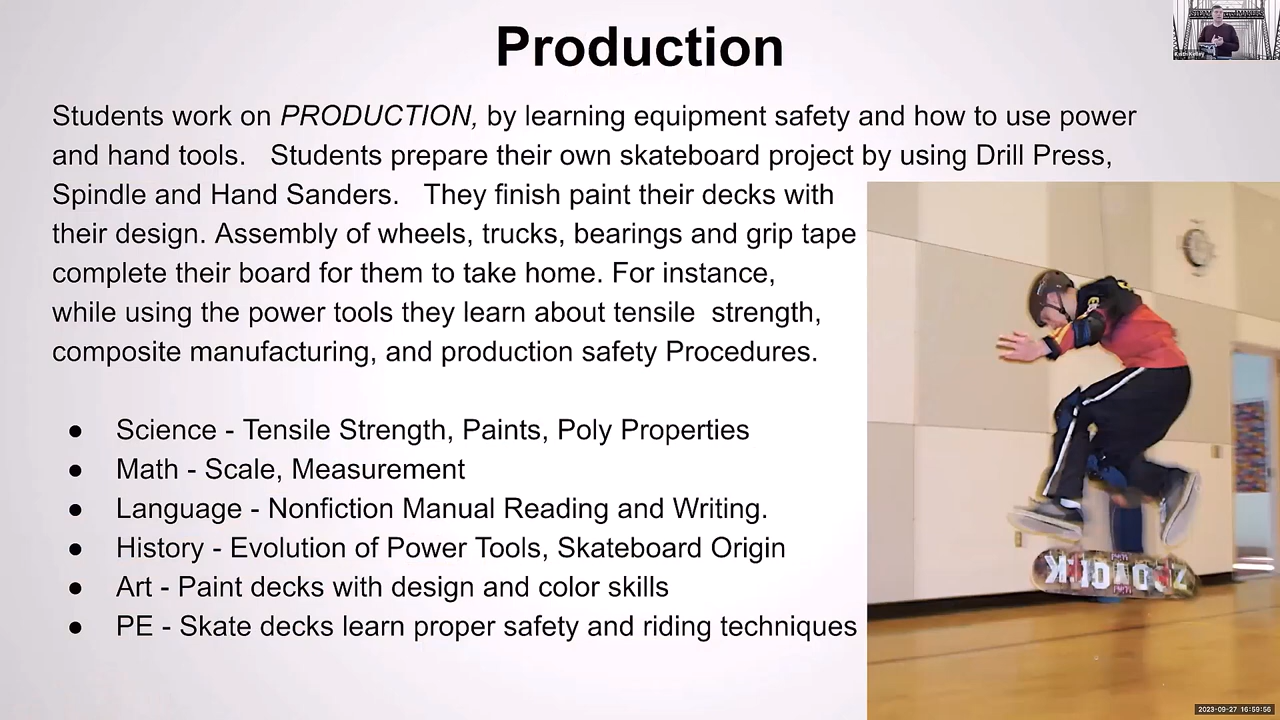 Production
Students work on PRODUCTION, by learning equipment safety and how to use power
and hand tools. Students prepare their own skateboard project by using Drill Press,
Spindle and Hand Sanders. They finish paint their decks with
their design. Assembly of wheels, trucks, bearings and grip tape
complete their board for them to take home. For instance,
while using the power tools they learn about tensile strength,
composite manufacturing, and production safety Procedures.
● Science - Tensile Strength, Paints, Poly Properties
● Math - Scale, Measurement
● Language - Nonfiction Manual Reading and Writing.
● History - Evolution of Power Tools, Skateboard Origin
● Art - Paint decks with design and color skills
● PE - Skate decks learn proper safety and riding techniques
2023-09-27 16:59:56